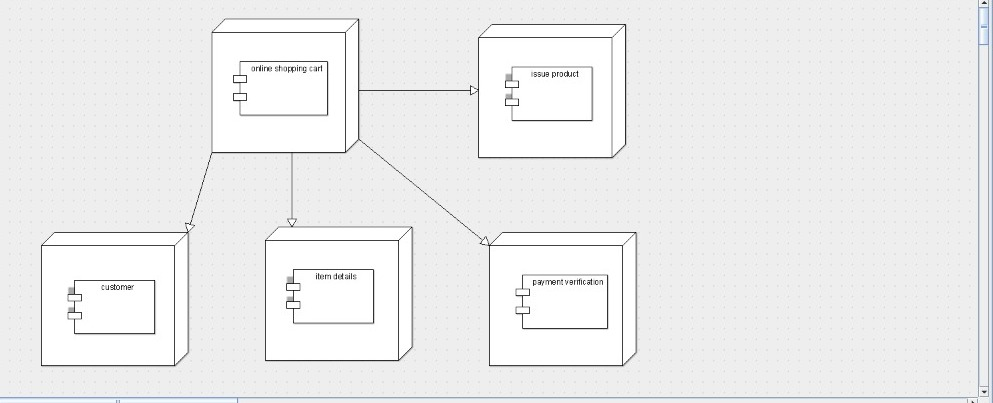 online shopping cart
issue product
customer
item details
payment verification